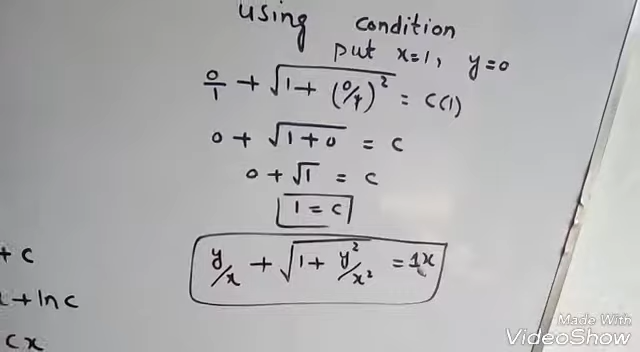 using condition
put x=1, y=0
0/1 + √(1 + (0/1)²) = c(1)
0 + √(1+0) = c
0 + √1 = c
1 = c
y/x + √(1 + y²/x²) = 1x
+ c
+ ln c
cx
Made With
VideoShow